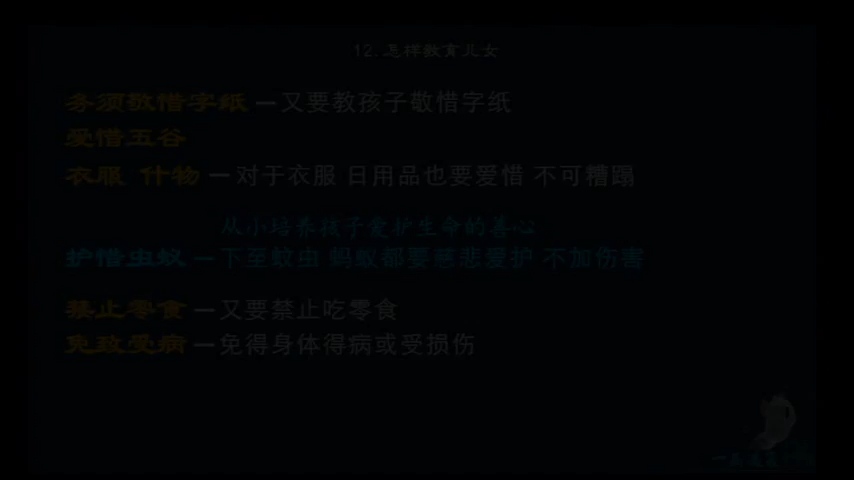 12.怎样教育儿女
务须敬惜字纸 — 又要教孩子敬惜字纸
爱惜五谷
衣服 什物 — 对于衣服 日用品也要爱惜 不可糟蹋
从小培养孩子爱护生命的善心
护惜虫蚁 — 下至蚊虫 蚂蚁都要慈悲爱护 不加伤害
禁止零食 — 又要禁止吃零食
免致受病 — 免得身体得病或受损伤